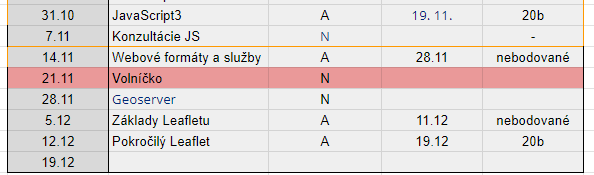 31.10 JavaScript3 A 19. 11. 20b
7.11 Konzultácie JS N -
14.11 Webové formáty a služby A 28.11 nebodované
21.11 Volníčko N
28.11 Geoserver N
5.12 Základy Leafletu A 11.12 nebodované
12.12 Pokročilý Leaflet A 19.12 20b
19.12